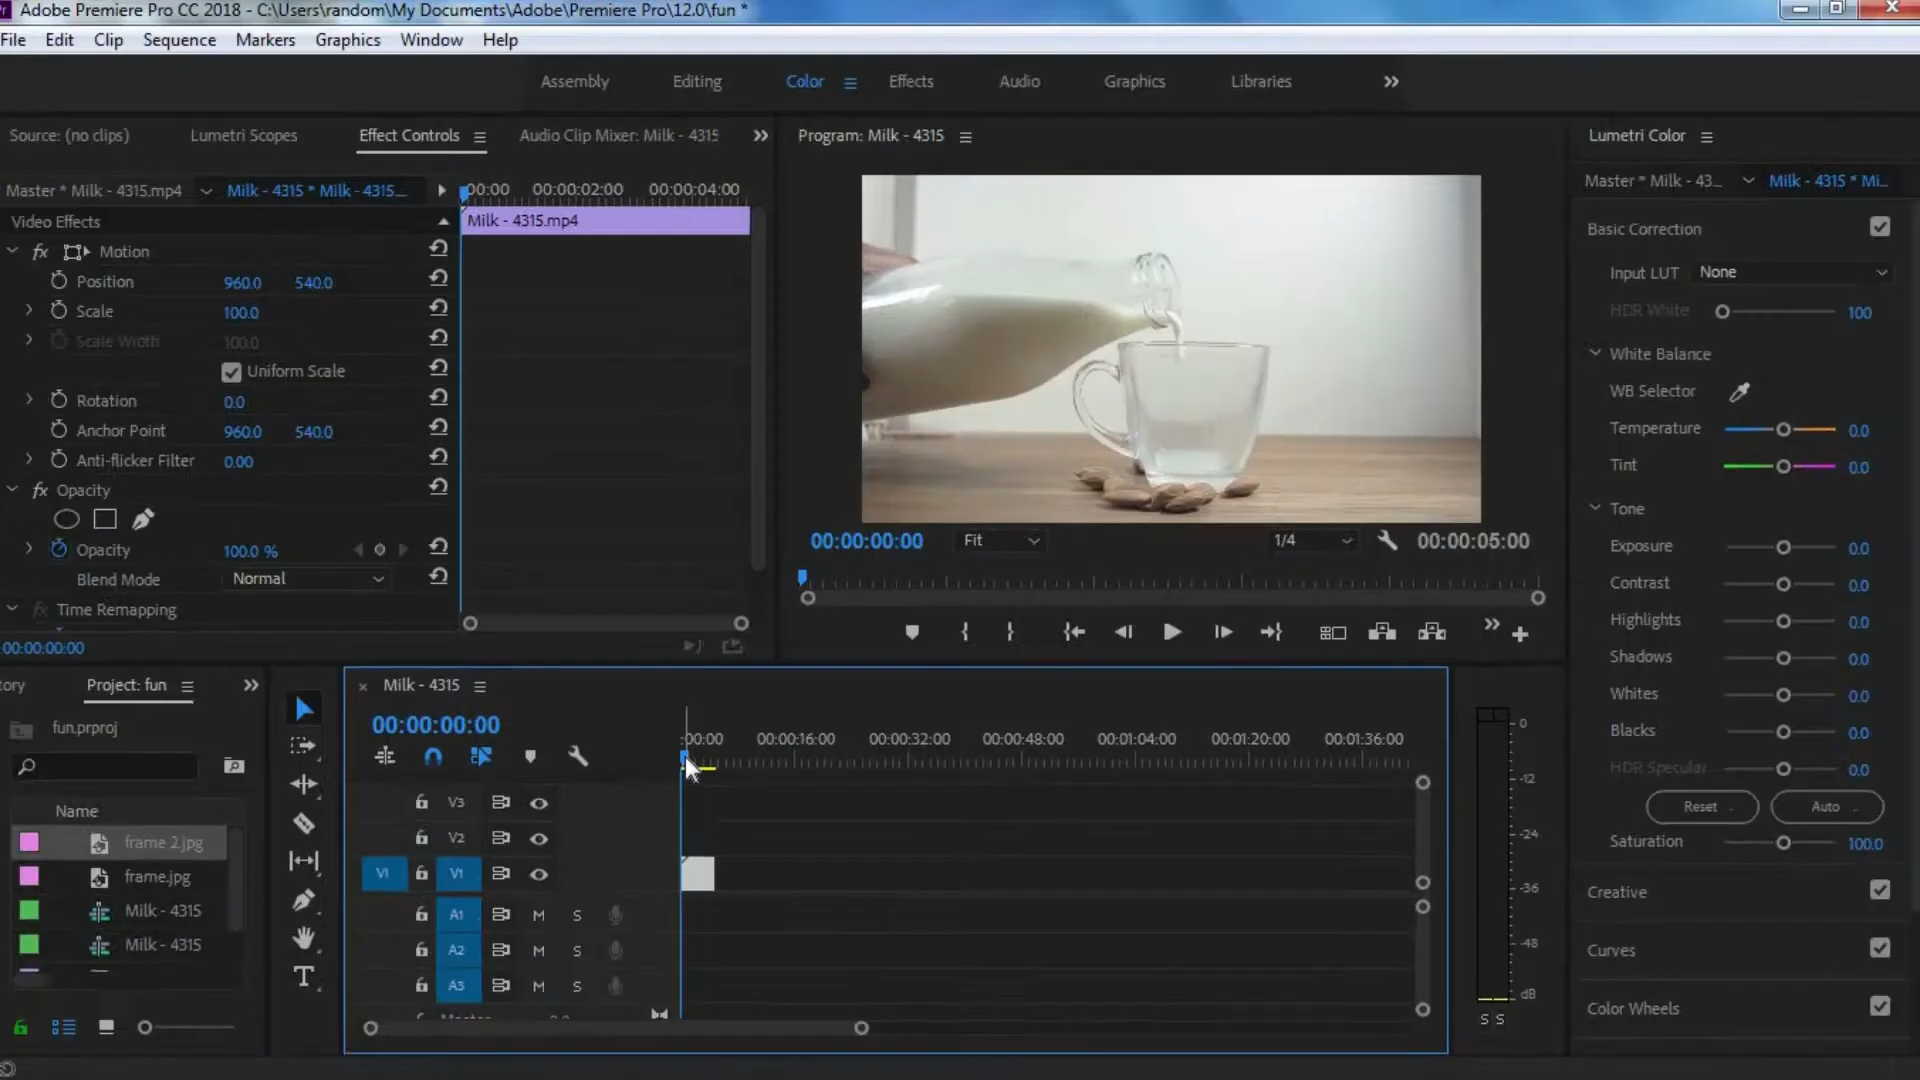 Adobe Premiere Pro CC 2018 - C:\Users\random\My Documents\Adobe\Premiere Pro\12.0\fun *
File Edit Clip Sequence Markers Graphics Window Help
Assembly Editing Color Effects Audio Graphics Libraries
Source: (no clips) Lumetri Scopes Effect Controls Audio Clip Mixer: Milk - 4315
Master * Milk - 4315.mp4 Milk - 4315 * Milk - 4315...
:00:00 00:00:02:00 00:00:04:00
Video Effects
Milk - 4315.mp4
fx Motion
Position 960.0 540.0
Scale 100.0
Scale Width 100.0
Uniform Scale
Rotation 0.0
Anchor Point 960.0 540.0
Anti-flicker Filter 0.00
fx Opacity
Opacity 100.0 %
Blend Mode Normal
fx Time Remapping
00:00:00:00
Program: Milk - 4315
00:00:00:00 Fit 1/4 00:00:05:00
Lumetri Color
Master * Milk - 43... Milk - 4315 * Mi...
Basic Correction
Input LUT None
HDR White 100
White Balance
WB Selector
Temperature 0.0
Tint 0.0
Tone
Exposure 0.0
Contrast 0.0
Highlights 0.0
Shadows 0.0
Whites 0.0
Blacks 0.0
HDR Specular 0.0
Reset Auto
Saturation 100.0
Creative
Curves
Color Wheels
tory Project: fun
fun.prproj
Name
frame 2.jpg
frame.jpg
Milk - 4315
Milk - 4315
T
Milk - 4315
00:00:00:00
:00:00 00:00:16:00 00:00:32:00 00:00:48:00 00:01:04:00 00:01:20:00 00:01:36:00
V3
V2
V1 V1
A1 M S
A2 M S
A3 M S
0
-12
-24
-36
-48
dB
S S